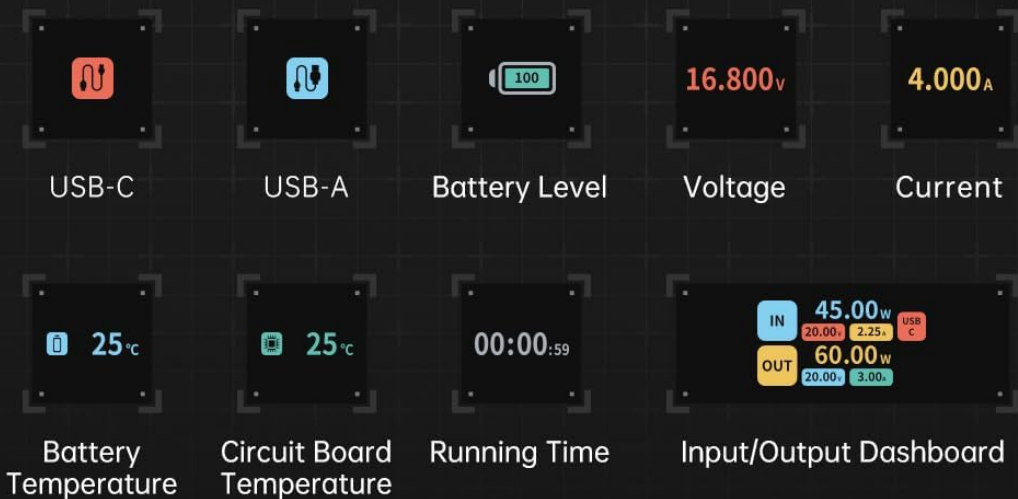 100
16.800V
4.000A
USB-C
USB-A
Battery Level
Voltage
Current
25°C
25°C
00:00:59
IN
45.00W
20.00V
2.25A
USB
C
OUT
60.00W
20.00V
3.00A
Battery
Temperature
Circuit Board
Temperature
Running Time
Input/Output Dashboard